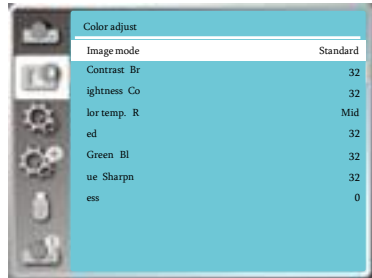 Color adjust
Image mode Standard
Contrast Br 32
ightness Co 32
lor temp. R Mid
ed 32
Green Bl 32
ue Sharpn 32
ess 0